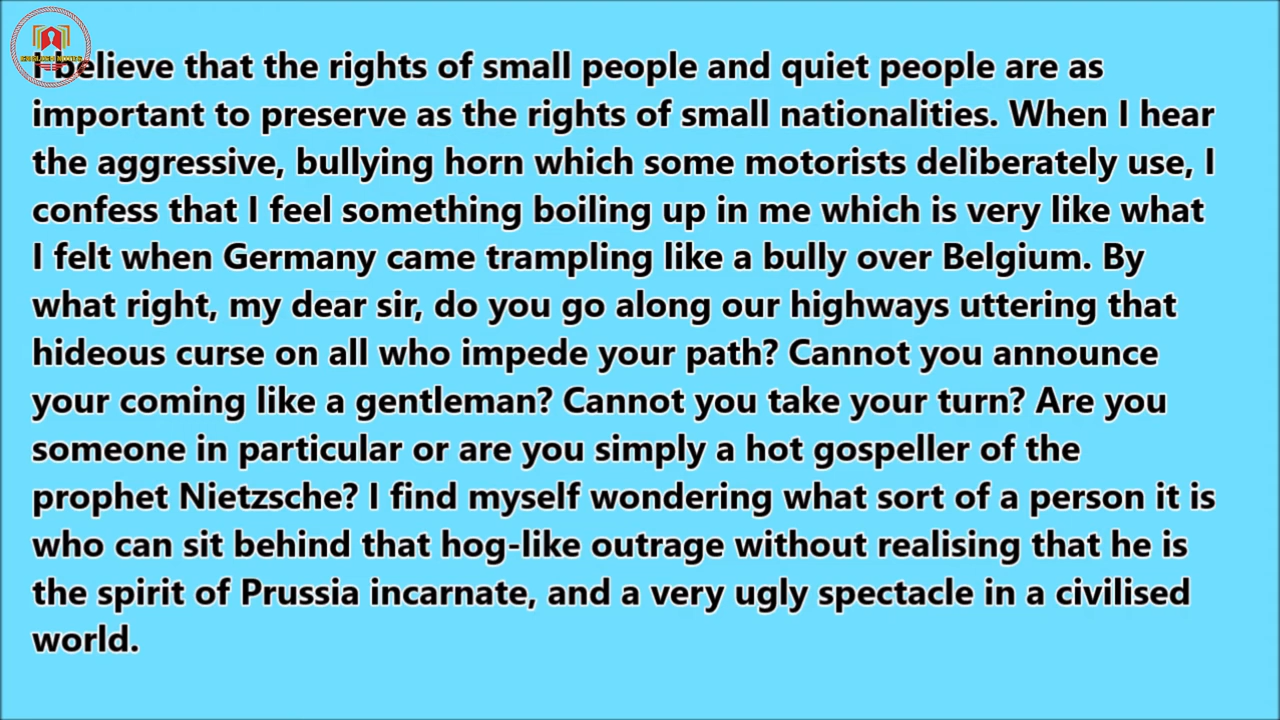 I believe that the rights of small people and quiet people are as
important to preserve as the rights of small nationalities. When I hear
the aggressive, bullying horn which some motorists deliberately use, I
confess that I feel something boiling up in me which is very like what
I felt when Germany came trampling like a bully over Belgium. By
what right, my dear sir, do you go along our highways uttering that
hideous curse on all who impede your path? Cannot you announce
your coming like a gentleman? Cannot you take your turn? Are you
someone in particular or are you simply a hot gospeller of the
prophet Nietzsche? I find myself wondering what sort of a person it is
who can sit behind that hog-like outrage without realising that he is
the spirit of Prussia incarnate, and a very ugly spectacle in a civilised
world.